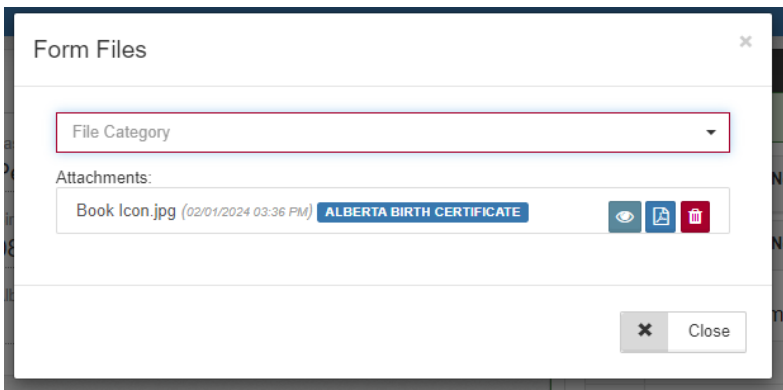 Form Files
×
File Category
Attachments:
Book Icon.jpg (02/01/2024 03:36 PM) ALBERTA BIRTH CERTIFICATE
Close